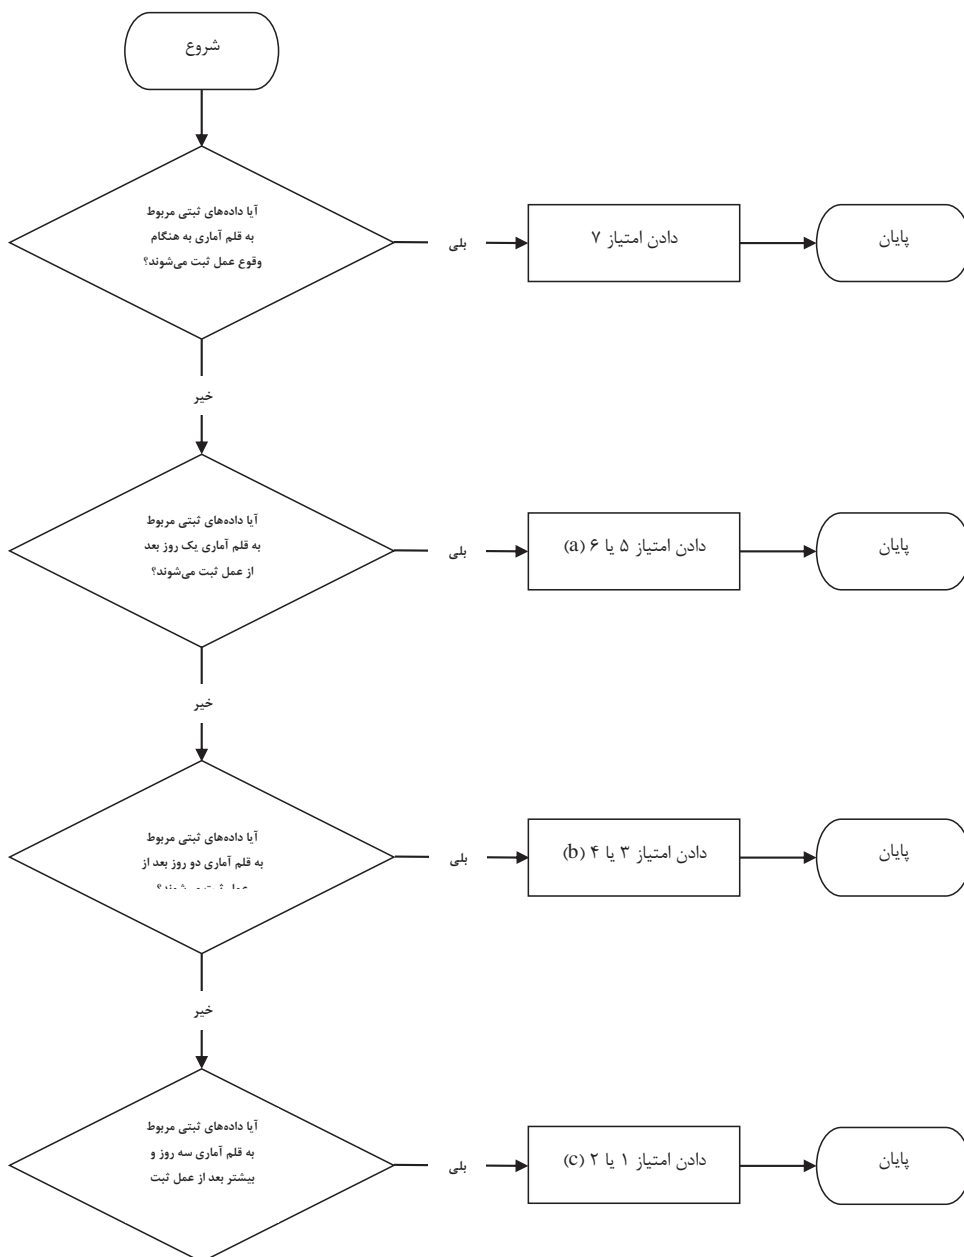 شروع
آیا داده‌های ثبتی مربوط
به قلم آماری به هنگام
وقوع عمل ثبت می‌شوند؟
بلی
دادن امتیاز ۷
پایان
خیر
آیا داده‌های ثبتی مربوط
به قلم آماری یک روز بعد
از عمل ثبت می‌شوند؟
بلی
دادن امتیاز ۵ یا ۶ (a)
پایان
خیر
آیا داده‌های ثبتی مربوط
به قلم آماری دو روز بعد از
عمل ثبت می‌شوند؟
بلی
دادن امتیاز ۳ یا ۴ (b)
پایان
خیر
آیا داده‌های ثبتی مربوط
به قلم آماری سه روز و
بیشتر بعد از عمل ثبت
بلی
دادن امتیاز ۱ یا ۲ (c)
پایان